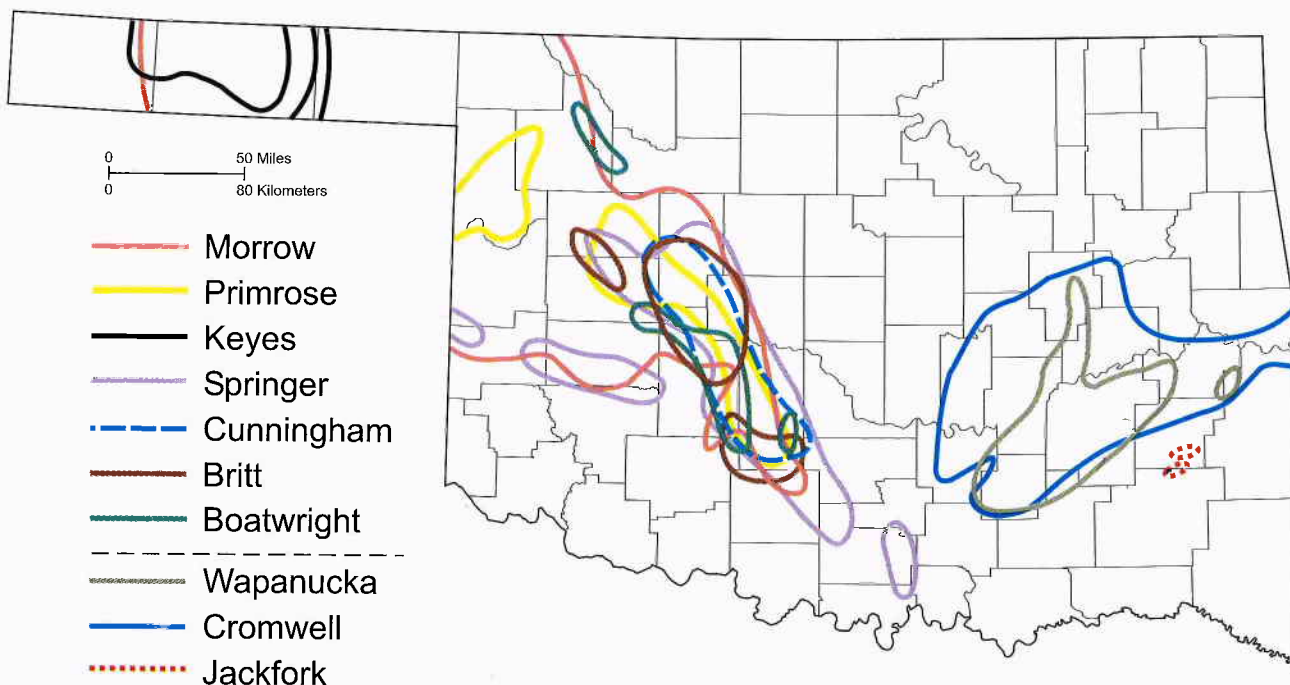 0 50 Miles
0 80 Kilometers
Morrow
Primrose
Keyes
Springer
Cunningham
Britt
Boatwright
Wapanucka
Cromwell
Jackfork